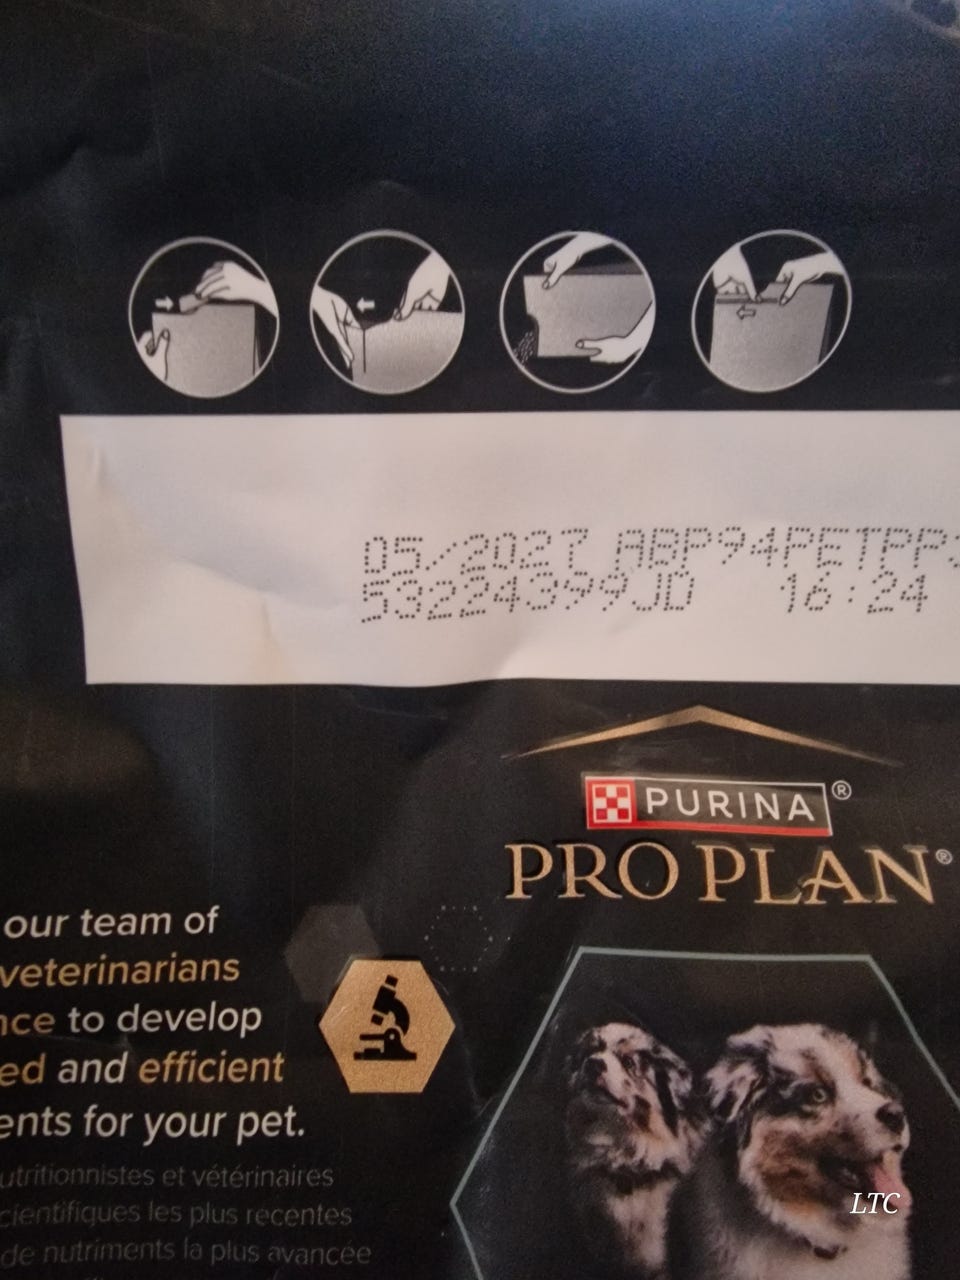 05/2027 ABP94PETPP
53224399JD 16:24
PURINA®
PRO PLAN®
our team of
veterinarians
nce to develop
ed and efficient
ents for your pet.
utritionnistes et vétérinaires
cientifiques les plus récentes
de nutriments la plus avancée
LTC